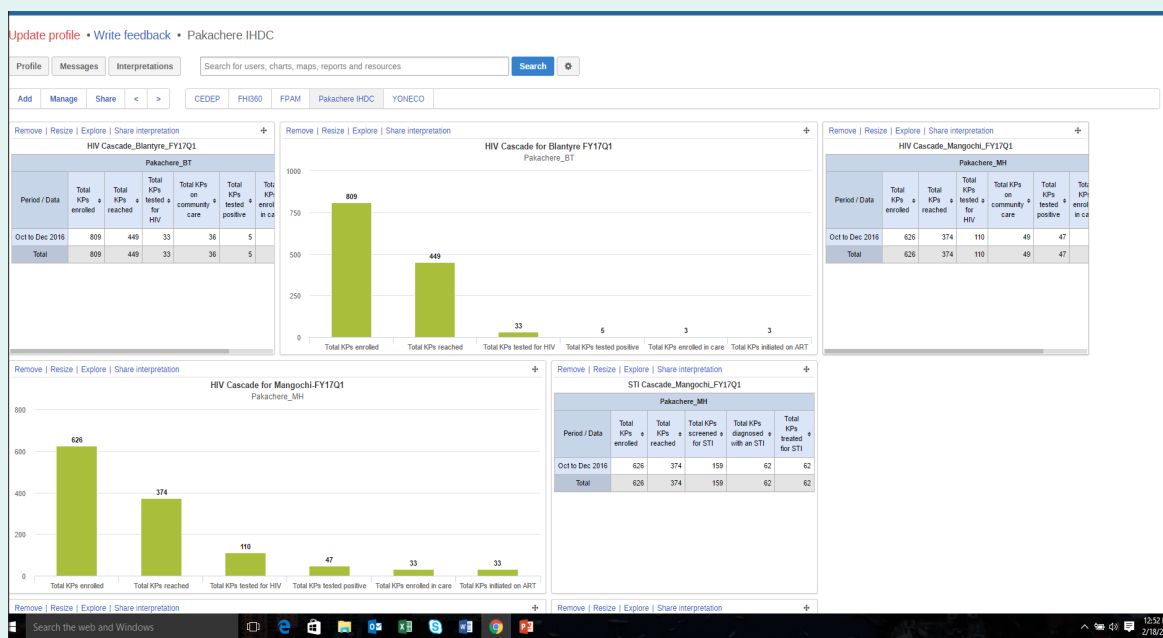 Update profile • Write feedback • Pakachere IHDC
Profile Messages Interpretations Search for users, charts, maps, reports and resources Search
Add Manage Share < > CEDEP FHI360 FPAM Pakachere IHDC YONECO
Remove | Resize | Explore | Share interpretation
HIV Cascade_Blantyre_FY17Q1
Pakachere_BT
Period / Data
Total KPs enrolled
Total KPs reached
Total KPs tested for HIV
Total KPs on community care
Total KPs tested positive
Oct to Dec 2016 809 449 33 36 5
Total 809 449 33 36 5
Remove | Resize | Explore | Share interpretation
HIV Cascade for Blantyre FY17Q1
Pakachere_BT
1000
750
500
250
0
809
449
33
5
3
3
Total KPs enrolled Total KPs reached Total KPs tested for HIV Total KPs tested positive Total KPs enrolled in care Total KPs initiated on ART
Remove | Resize | Explore | Share interpretation
HIV Cascade_Mangochi_FY17Q1
Pakachere_MH
Period / Data
Total KPs enrolled
Total KPs reached
Total KPs tested for HIV
Total KPs on community care
Total KPs tested positive
Oct to Dec 2016 626 374 110 49 47
Total 626 374 110 49 47
Remove | Resize | Explore | Share interpretation
HIV Cascade for Mangochi-FY17Q1
Pakachere_MH
800
600
400
200
0
626
374
110
47
33
33
Total KPs enrolled Total KPs reached Total KPs tested for HIV Total KPs tested positive Total KPs enrolled in care Total KPs initiated on ART
Remove | Resize | Explore | Share interpretation
STI Cascade_Mangochi_FY17Q1
Pakachere_MH
Period / Data
Total KPs enrolled
Total KPs reached
Total KPs screened for STI
Total KPs diagnosed with an STI
Total KPs treated for STI
Oct to Dec 2016 626 374 159 62 62
Total 626 374 159 62 62
Remove | Resize | Explore | Share interpretation
Remove | Resize | Explore | Share interpretation
Search the web and Windows
12:52